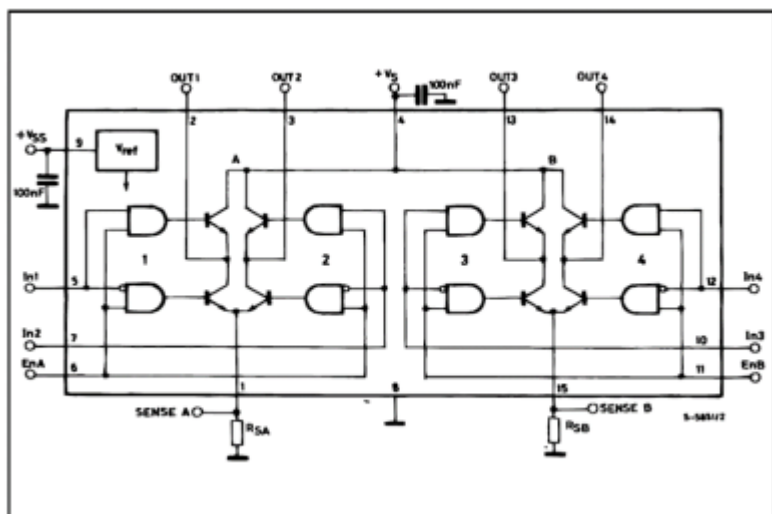 OUT1 OUT2 +Vs 100nF OUT3 OUT4
2 3 4 13 14
+Vss 9 Vref A B
100nF
1 2 3 4
In1 5 12 In4
In2 7 10 In3
EnA 6 11 EnB
1 8 15
SENSE A SENSE B S-5851/2
RSA RSB